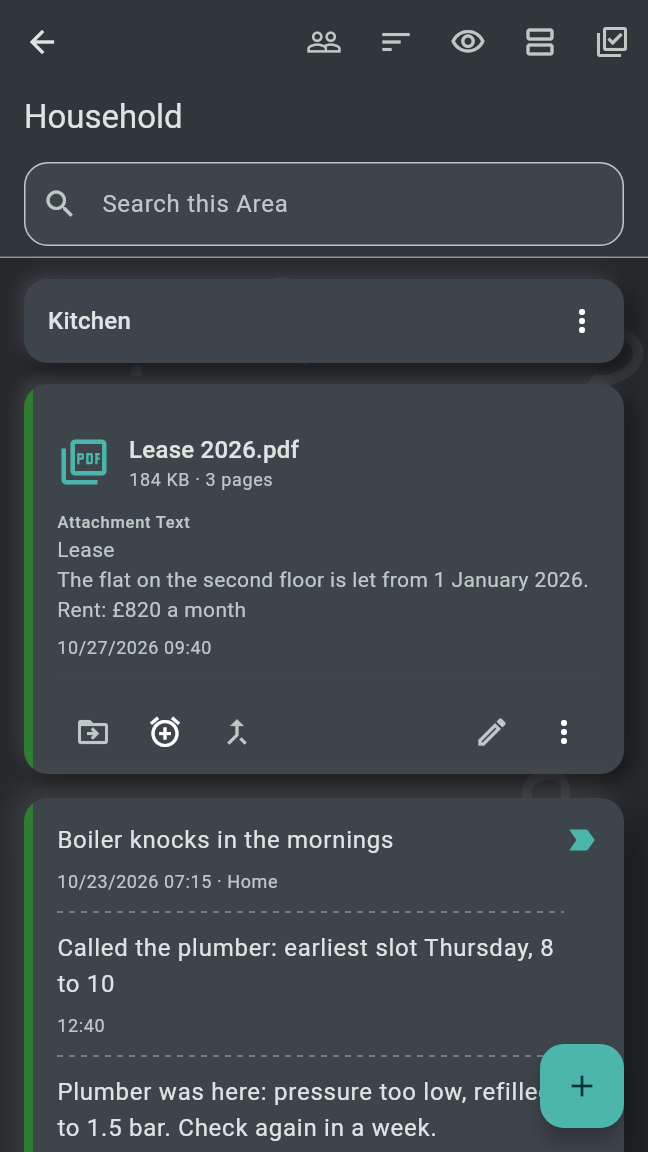 Household
Search this Area
Kitchen
PDF
Lease 2026.pdf
184 KB · 3 pages
Attachment Text
Lease
The flat on the second floor is let from 1 January 2026.
Rent: £820 a month
10/27/2026 09:40
Boiler knocks in the mornings
10/23/2026 07:15 · Home
Called the plumber: earliest slot Thursday, 8
to 10
12:40
Plumber was here: pressure too low,
to 1.5 bar. Check again in a week.